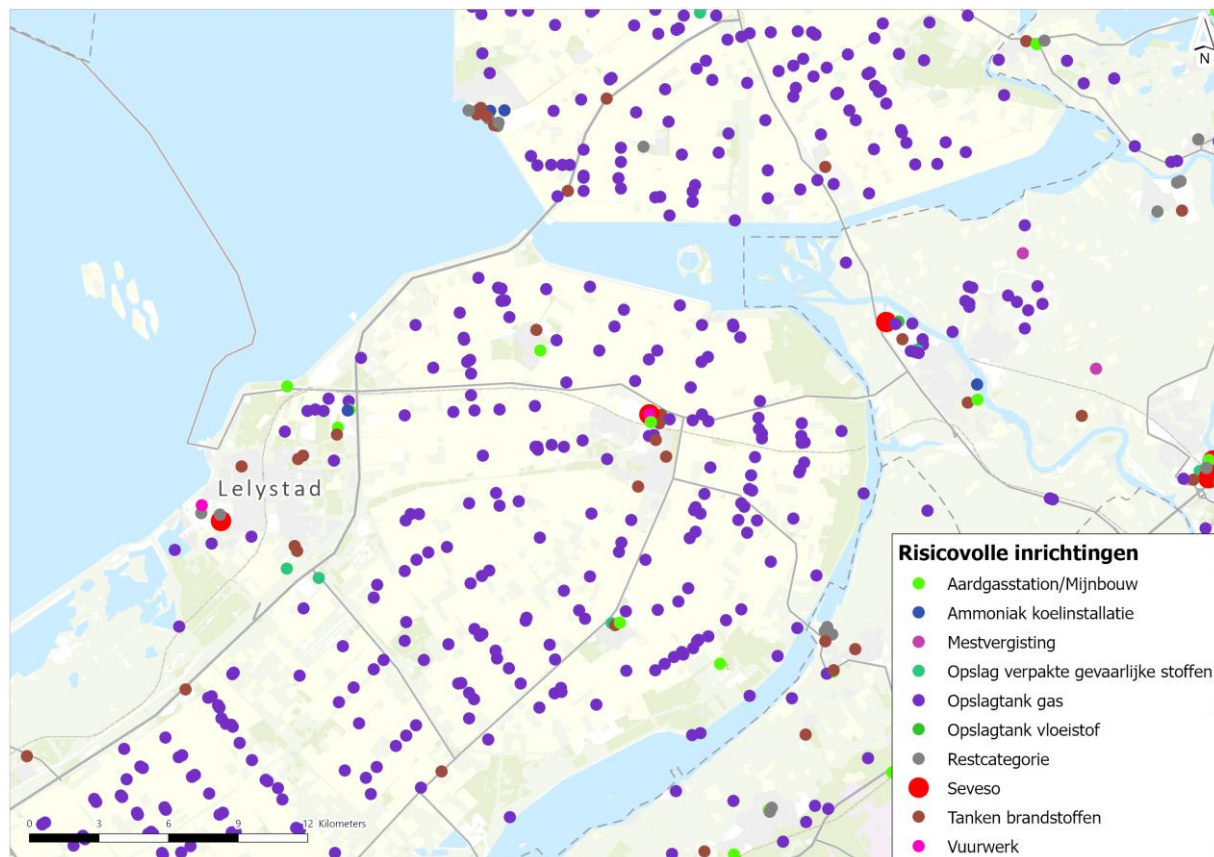 N
Lelystad
Risicovolle inrichtingen
Aardgasstation/Mijnbouw
Ammoniak koelinstallatie
Mestvergisting
Opslag verpakte gevaarlijke stoffen
Opslagtank gas
Opslagtank vloeistof
Restcategorie
Seveso
Tanken brandstoffen
Vuurwerk
0 3 6 9 12 Kilometers